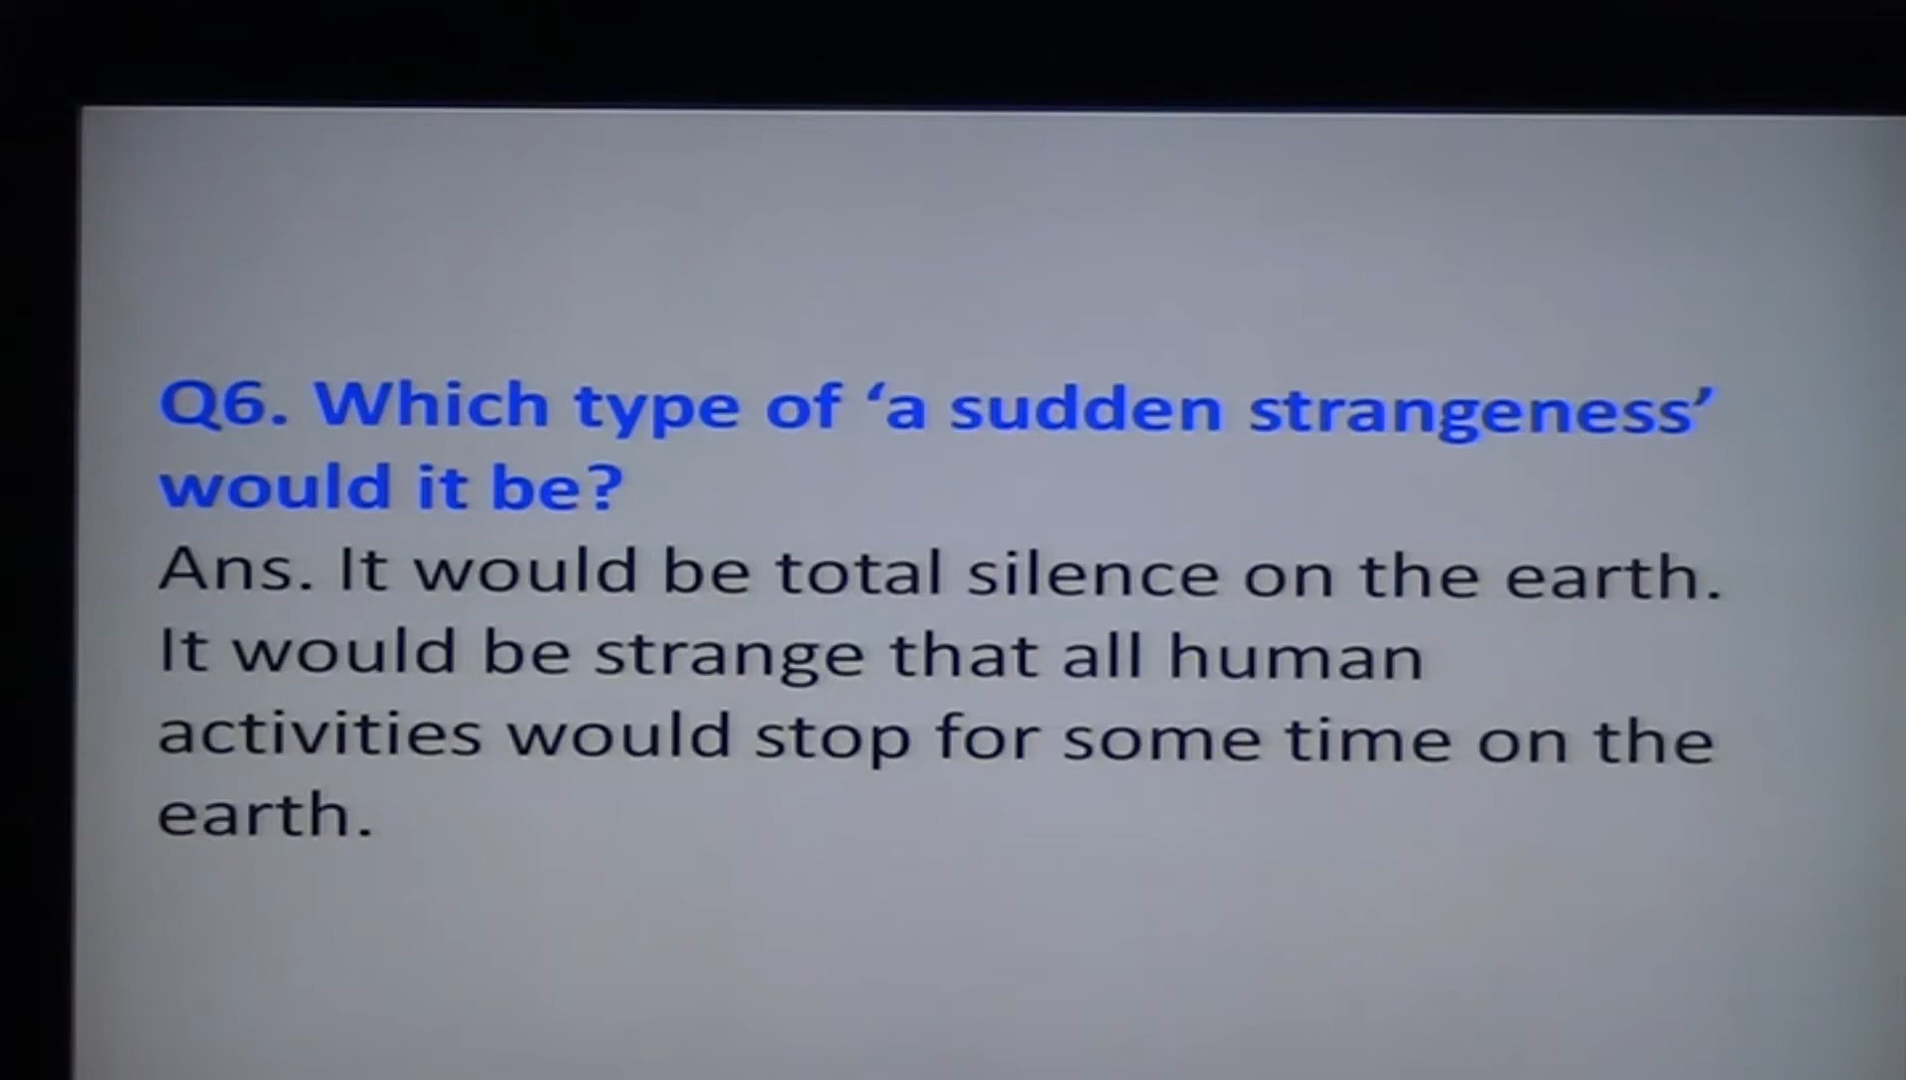 Q6. Which type of ‘a sudden strangeness’
would it be?
Ans. It would be total silence on the earth.
It would be strange that all human
activities would stop for some time on the
earth.